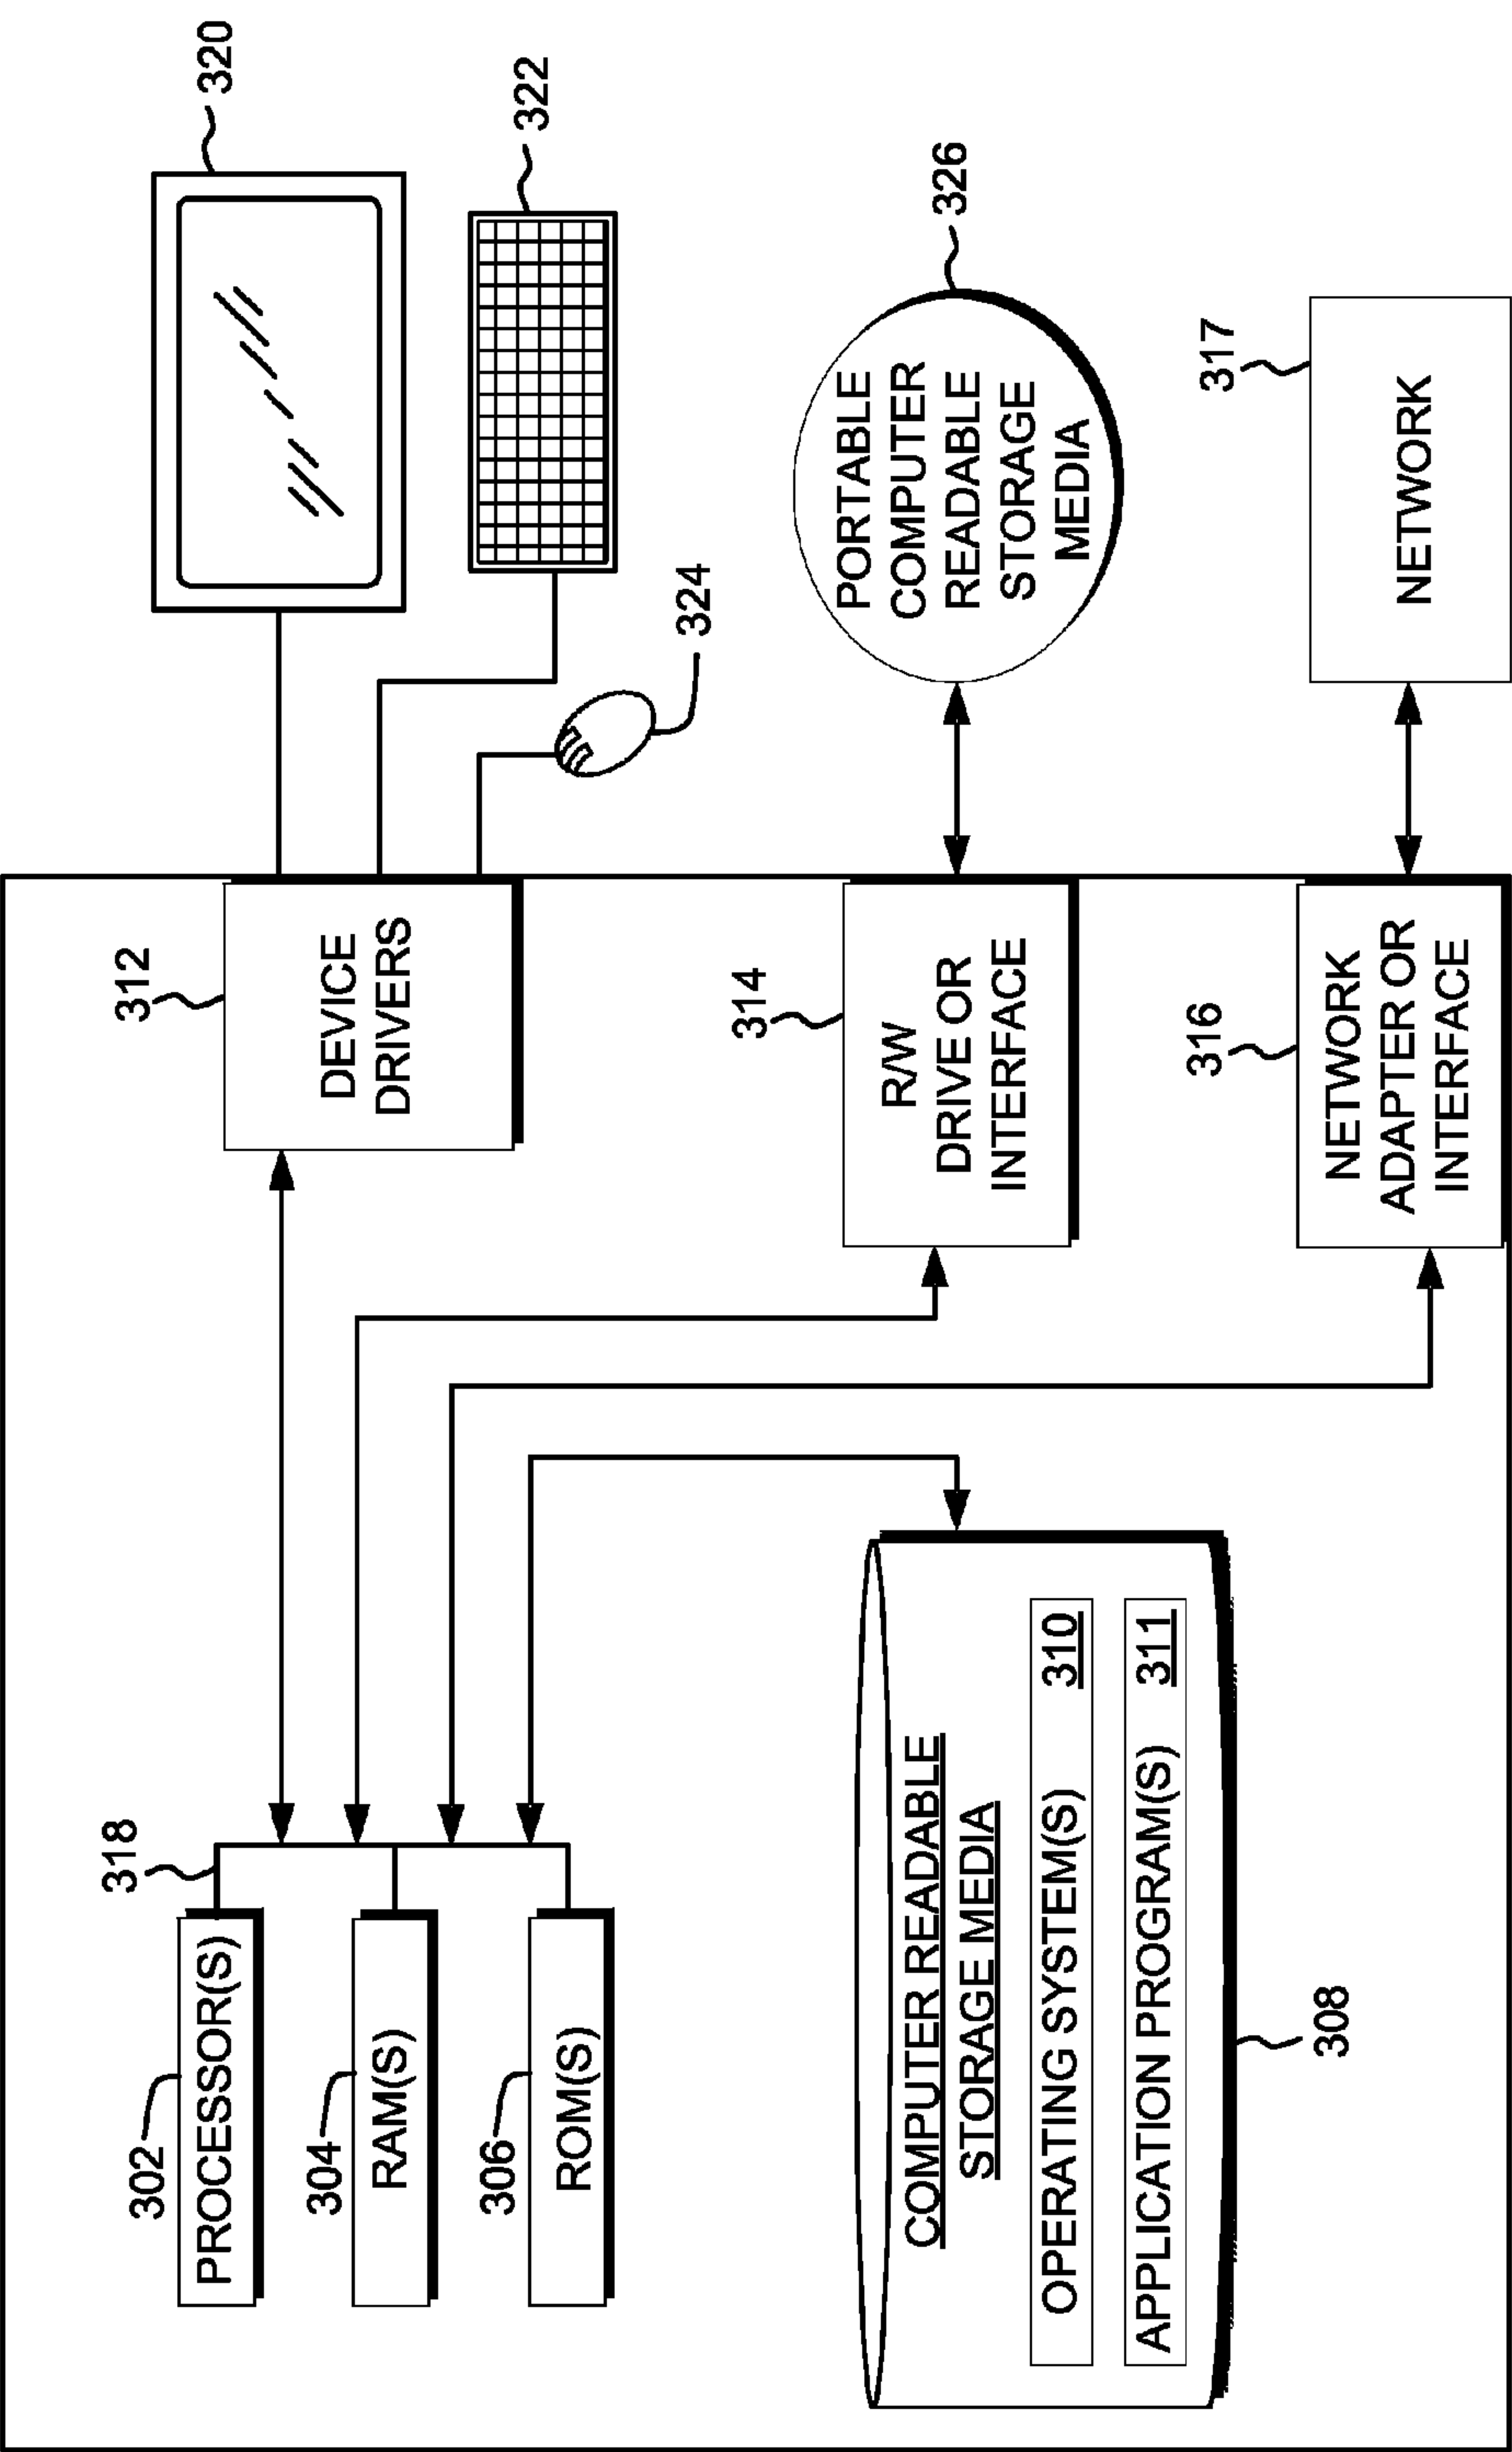 302
PROCESSOR(S)
318
304
RAM(S)
306
ROM(S)
312
DEVICE
DRIVERS
320
322
324
COMPUTER READABLE
STORAGE MEDIA
OPERATING SYSTEM(S) 310
APPLICATION PROGRAM(S) 311
308
314
R/W
DRIVE OR
INTERFACE
326
PORTABLE
COMPUTER
READABLE
STORAGE
MEDIA
316
NETWORK
ADAPTER OR
INTERFACE
317
NETWORK